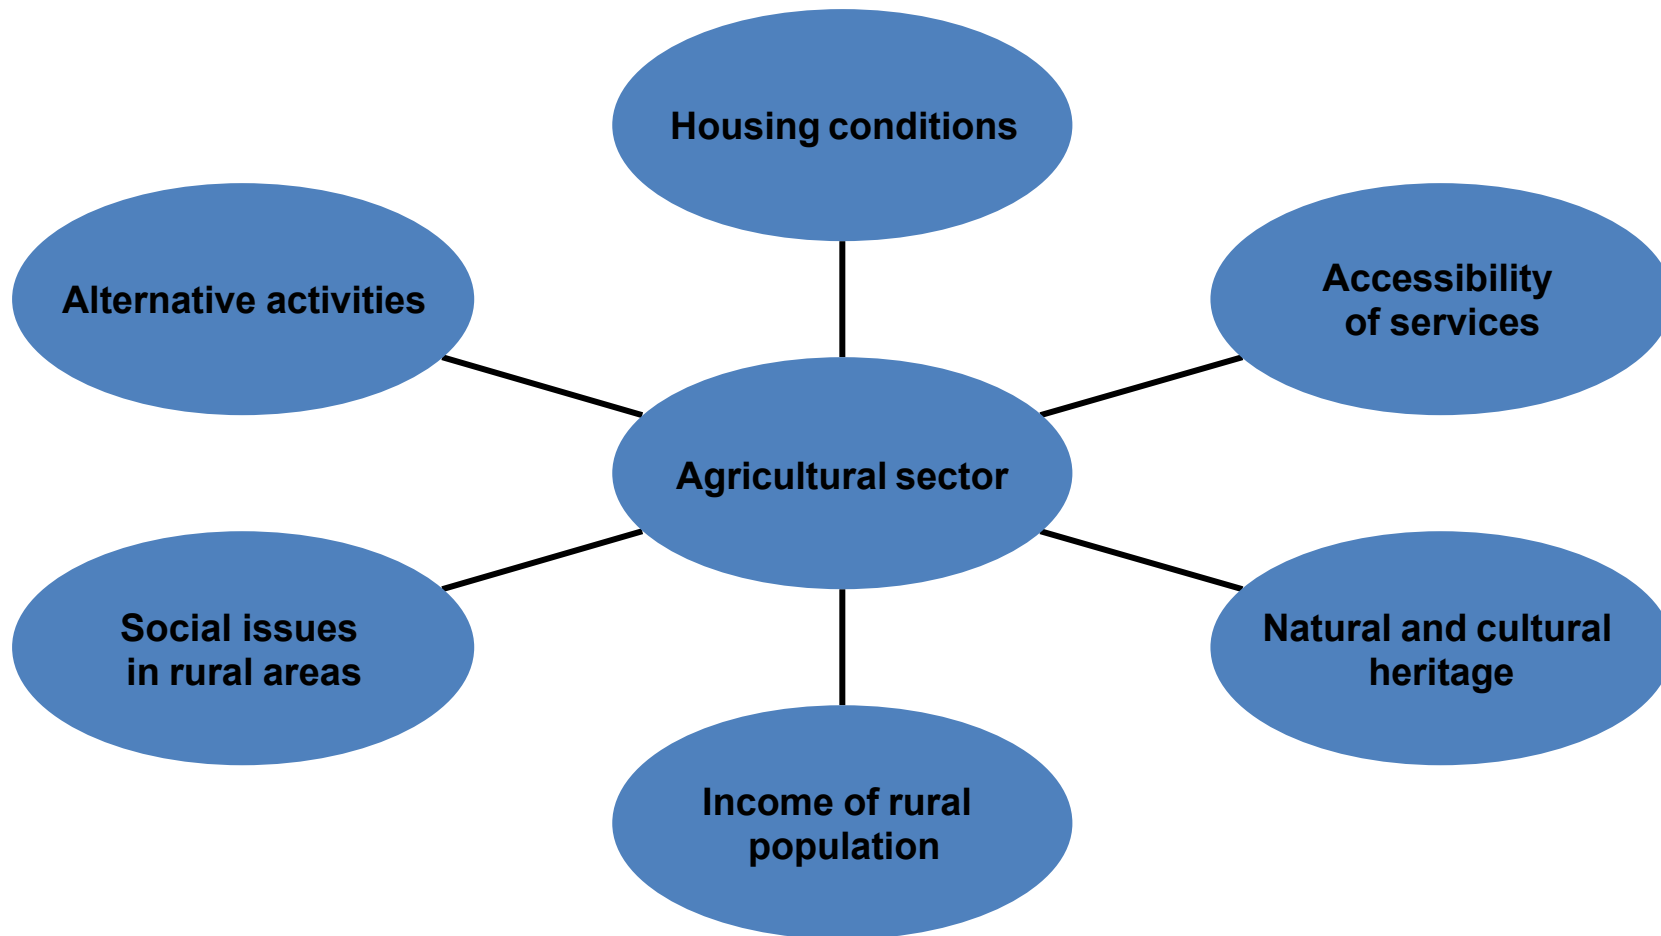 Housing conditions
Alternative activities
Accessibility
of services
Agricultural sector
Social issues
in rural areas
Natural and cultural
heritage
Income of rural
population